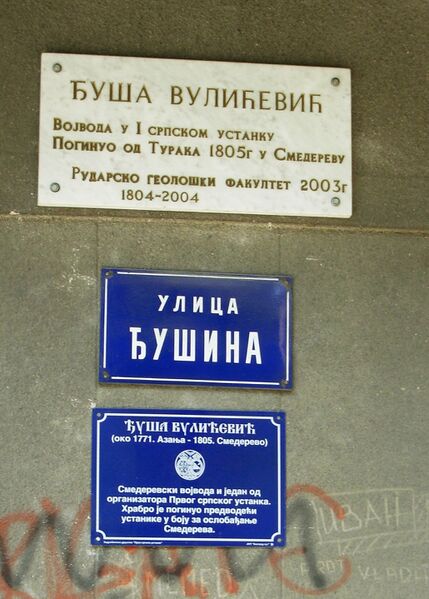 ЂУША ВУЛИЋЕВИЋ
ВОЈВОДА У I СРПСКОМ УСТАНКУ
ПОГИНУО ОД ТУРАКА 1805Г У СМЕДЕРЕВУ
РУДАРСКО ГЕОЛОШКИ ФАКУЛТЕТ 2003Г
1804-2004
УЛИЦА
ЂУШИНА
ЂУША ВУЛИЋЕВИЋ
(око 1771. Азања - 1805. Смедерево)
Смедеревски војвода и један од
организатора Првог српског устанка.
Храбро је погинуо предводећи
устанике у боју за ослобађање
Смедерева.